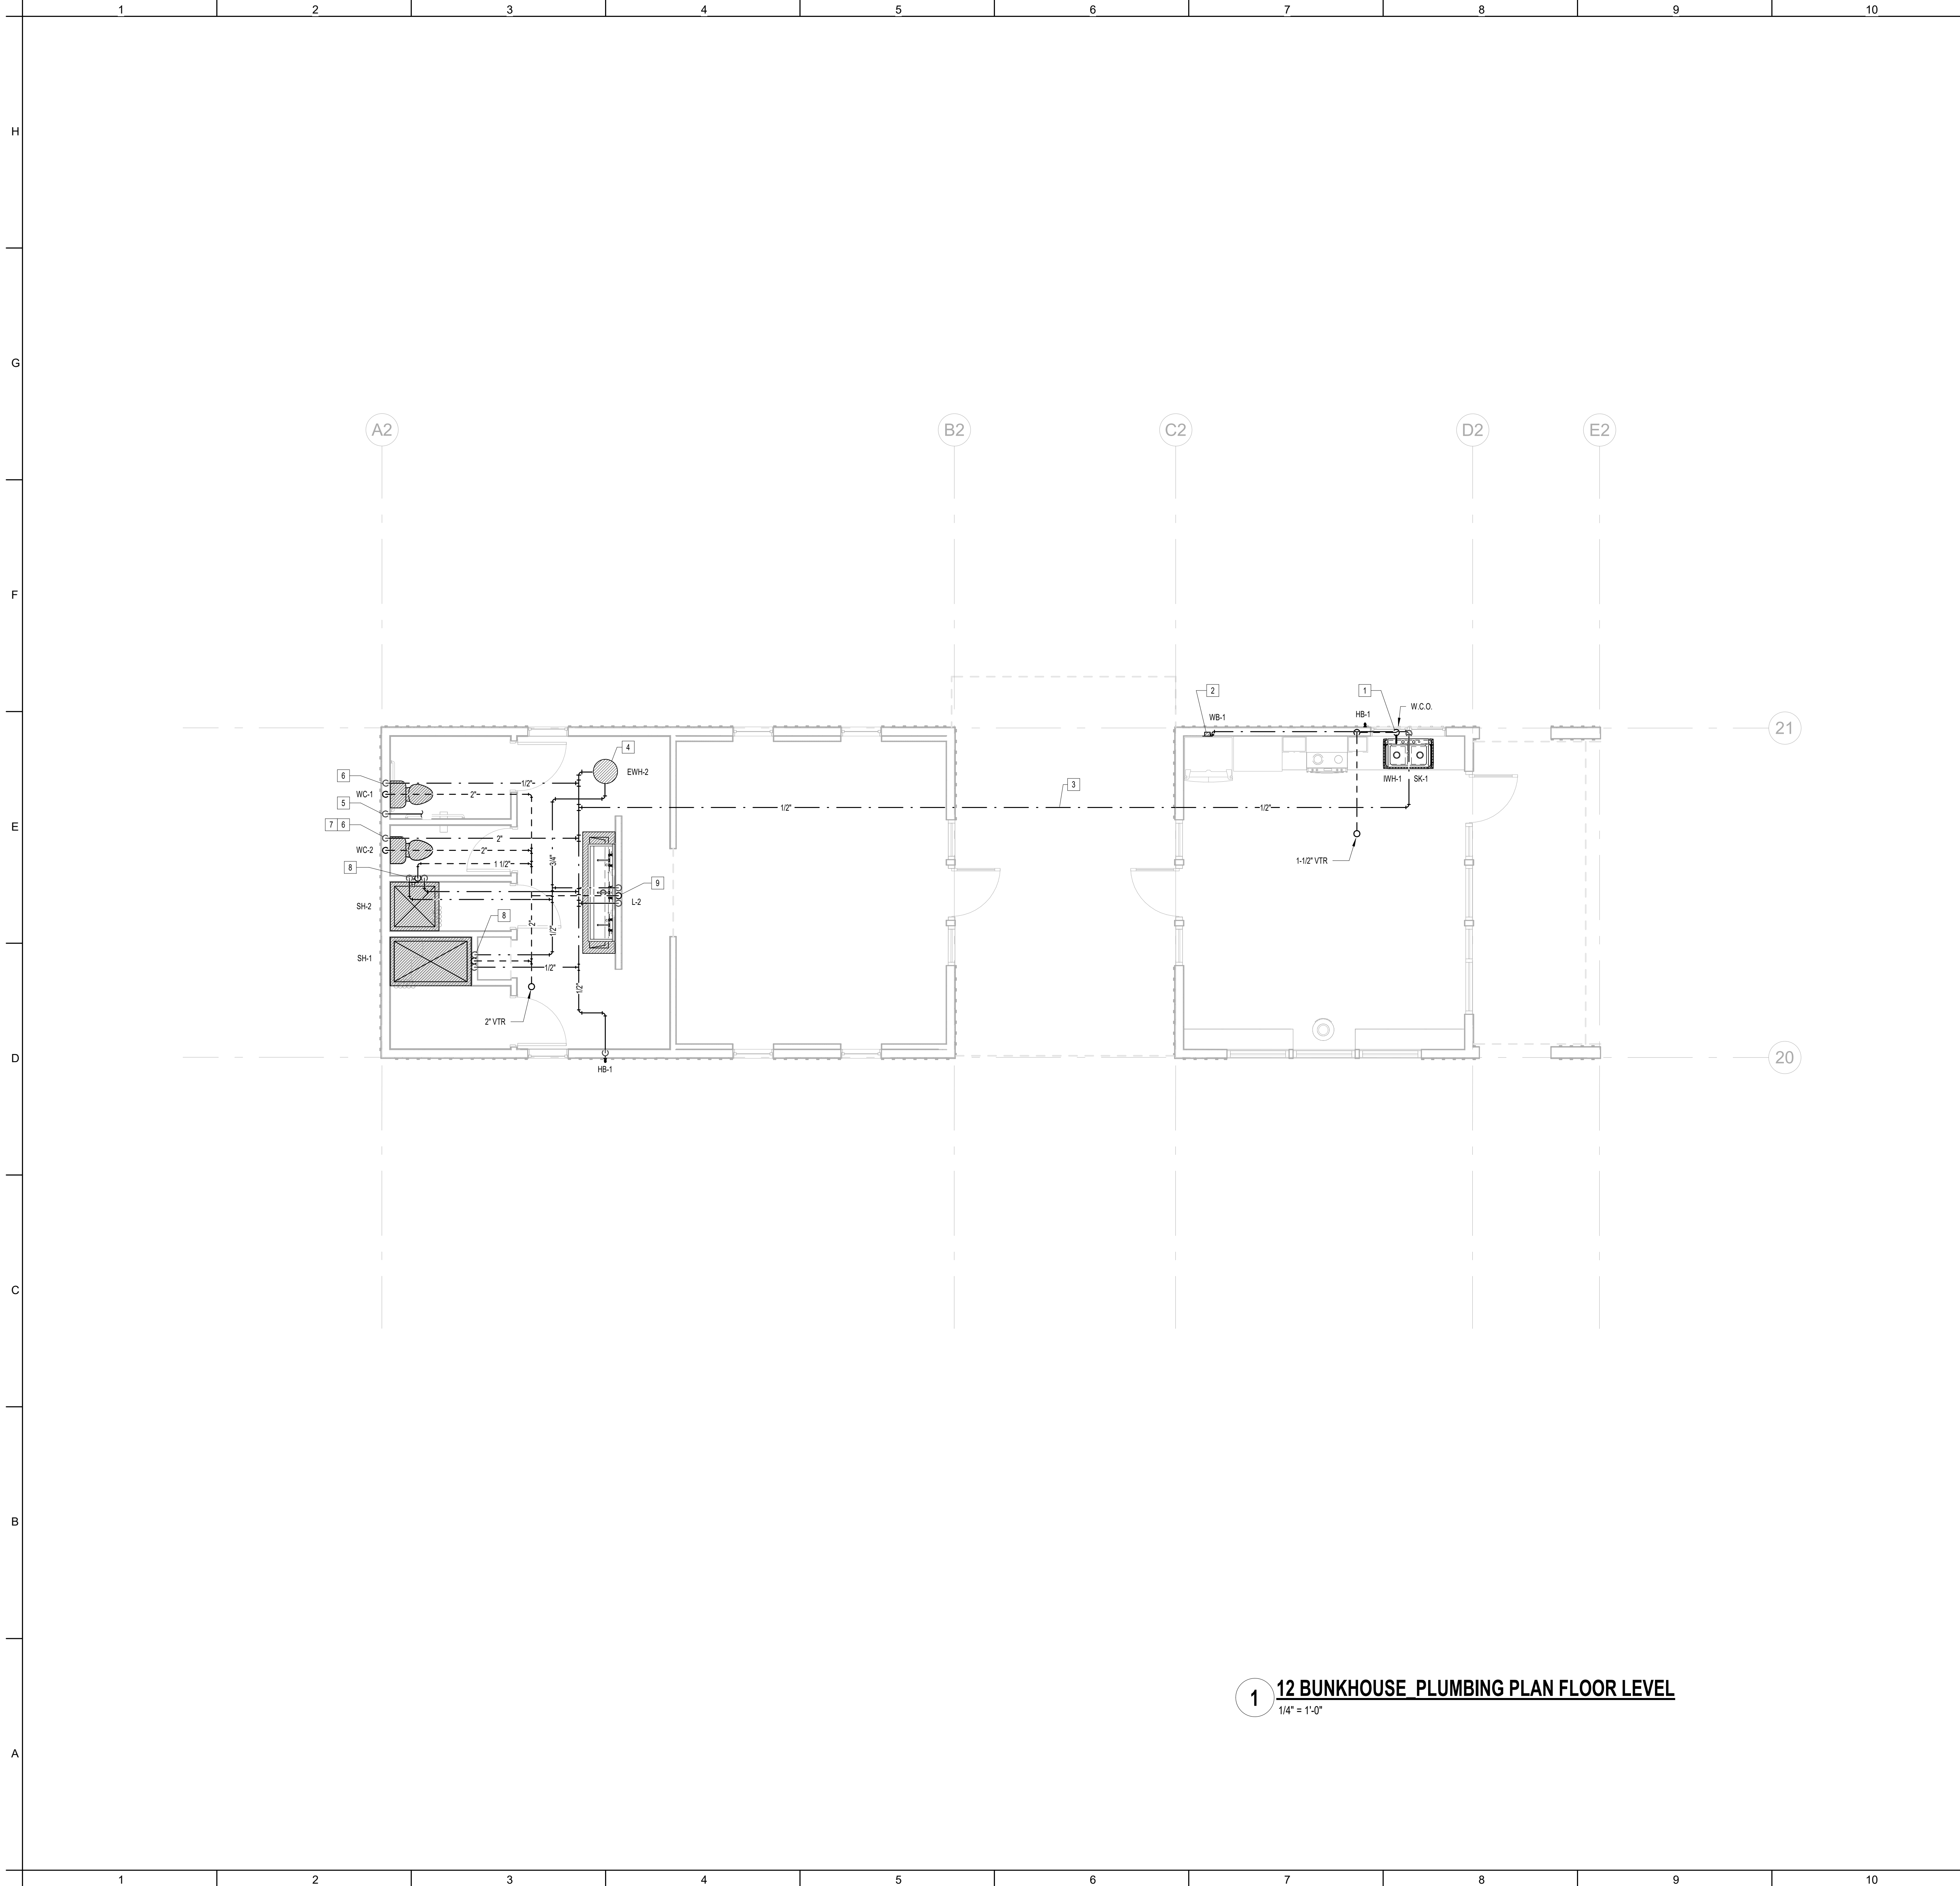 1 2 3 4 5 6 7 8 9 10
H
G
A2 B2 C2 D2 E2
F
2 1 W.C.O.
WB-1 HB-1
21
4
EWH-2
6 1/2"
IWH-1 SK-1
3
WC-1 2"
5
1/2" 1/2"
E
7 6 2"
WC-2 2"
1-1/2" VTR
3/4"
8 1 1/2"
9
L-2
SH-2
8
2"
1/2"
SH-1
1/2"
1/2"
2" VTR
D
20
HB-1
C
B
1 12 BUNKHOUSE_PLUMBING PLAN FLOOR LEVEL
1/4" = 1'-0"
A
1 2 3 4 5 6 7 8 9 10